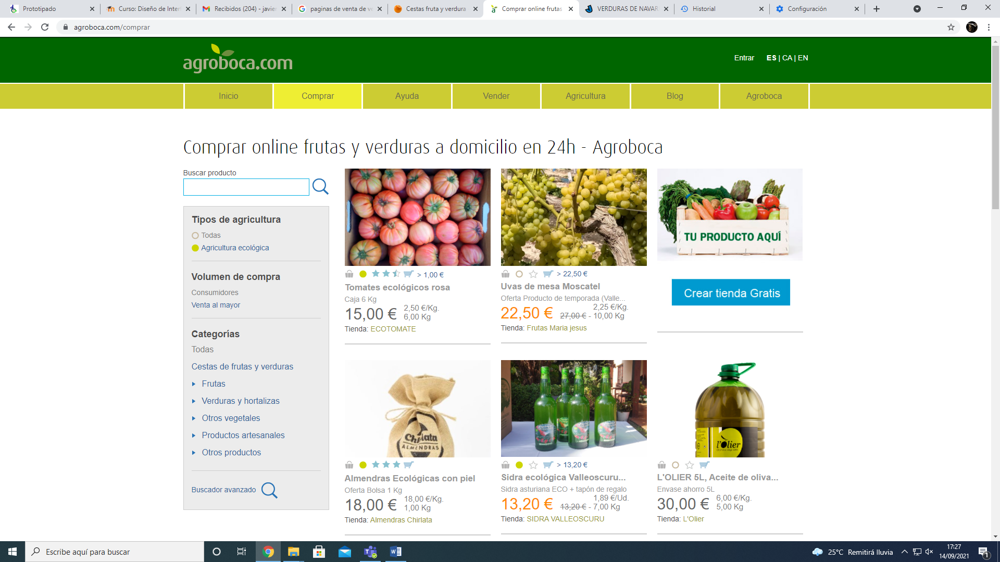 Prototipado
Curso: Diseño de Inter
Recibidos (204) - javier
paginas de venta de ve
Cestas fruta y verdura
Comprar online frutas
VERDURAS DE NAVAR
Historial
Configuración
agroboca.com/comprar
agroboca.com
Entrar
ES | CA | EN
Inicio
Comprar
Ayuda
Vender
Agricultura
Blog
Agroboca
Comprar online frutas y verduras a domicilio en 24h - Agroboca
Buscar producto
Tipos de agricultura
Todas
Agricultura ecológica
Volumen de compra
Consumidores
Venta al mayor
Categorías
Todas
Cestas de frutas y verduras
Frutas
Verduras y hortalizas
Otros vegetales
Productos artesanales
Otros productos
Buscador avanzado
> 1,00 €
Tomates ecológicos rosa
Caja 6 Kg
15,00 €
2,50 €/Kg.
6,00 Kg
Tienda: ECOTOMATE
> 22,50 €
Uvas de mesa Moscatel
Oferta Producto de temporada (Valle...
2,25 €/Kg.
22,50 €
27,00 € - 10,00 Kg
Tienda: Frutas Maria jesus
TU PRODUCTO AQUÍ
Crear tienda Gratis
Chirlata
ALMENDRAS
Almendras Ecológicas con piel
Oferta Bolsa 1 Kg
18,00 €
18,00 €/Kg.
1,00 Kg
Tienda: Almendras Chirlata
> 13,20 €
Sidra ecológica Valleoscuru...
Sidra asturiana ECO + tapón de regalo
1,89 €/Ud.
13,20 €
13,20 € - 7,00 Kg
Tienda: SIDRA VALLEOSCURU
l'Olier
L'OLIER 5L, Aceite de oliva...
Envase ahorro 5L
30,00 €
6,00 €/Kg.
5,00 Kg
Tienda: L'Olier
Escribe aquí para buscar
25°C Remitirá lluvia
17:27
14/09/2021
1